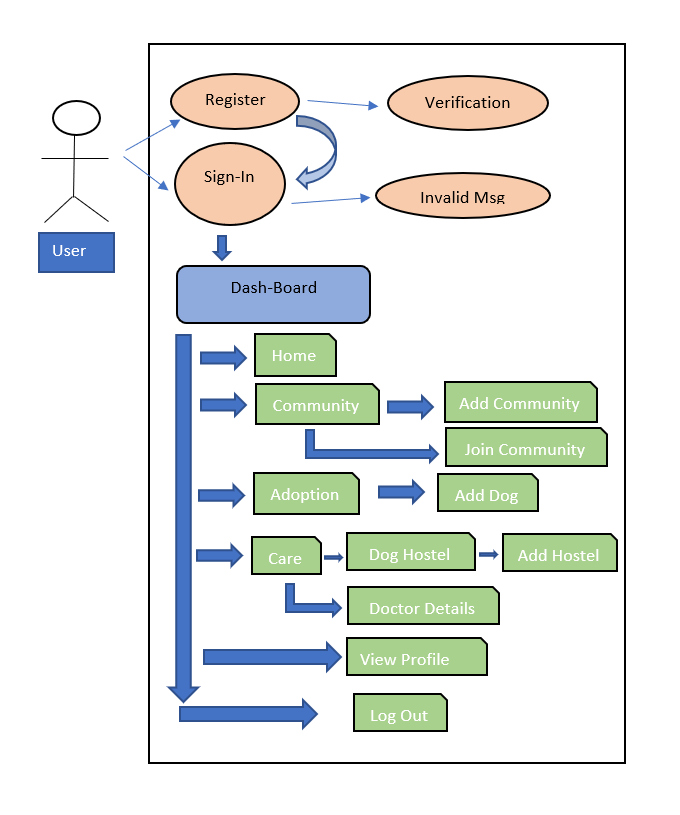 Register
Verification
Sign-In
Invalid Msg
User
Dash-Board
Home
Community
Add Community
Join Community
Adoption
Add Dog
Care
Dog Hostel
Add Hostel
Doctor Details
View Profile
Log Out